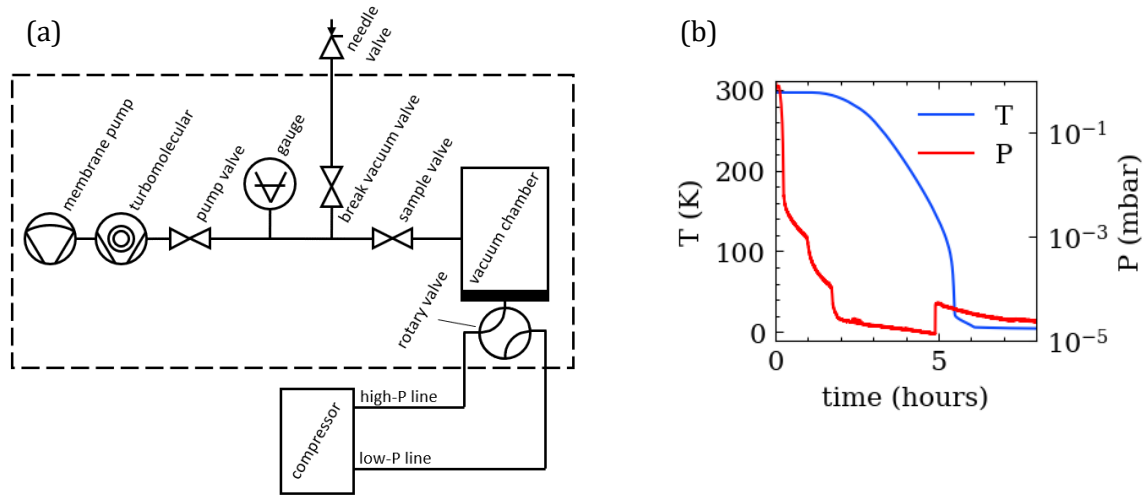 (a)
needle
valve
membrane pump
turbomolecular
pump valve
gauge
break vacuum valve
sample valve
vacuum chamber
rotary valve
compressor
high-P line
low-P line
(b)
300
200
100
0
T (K)
T
P
10⁻¹
10⁻³
10⁻⁵
P (mbar)
0
5
time (hours)